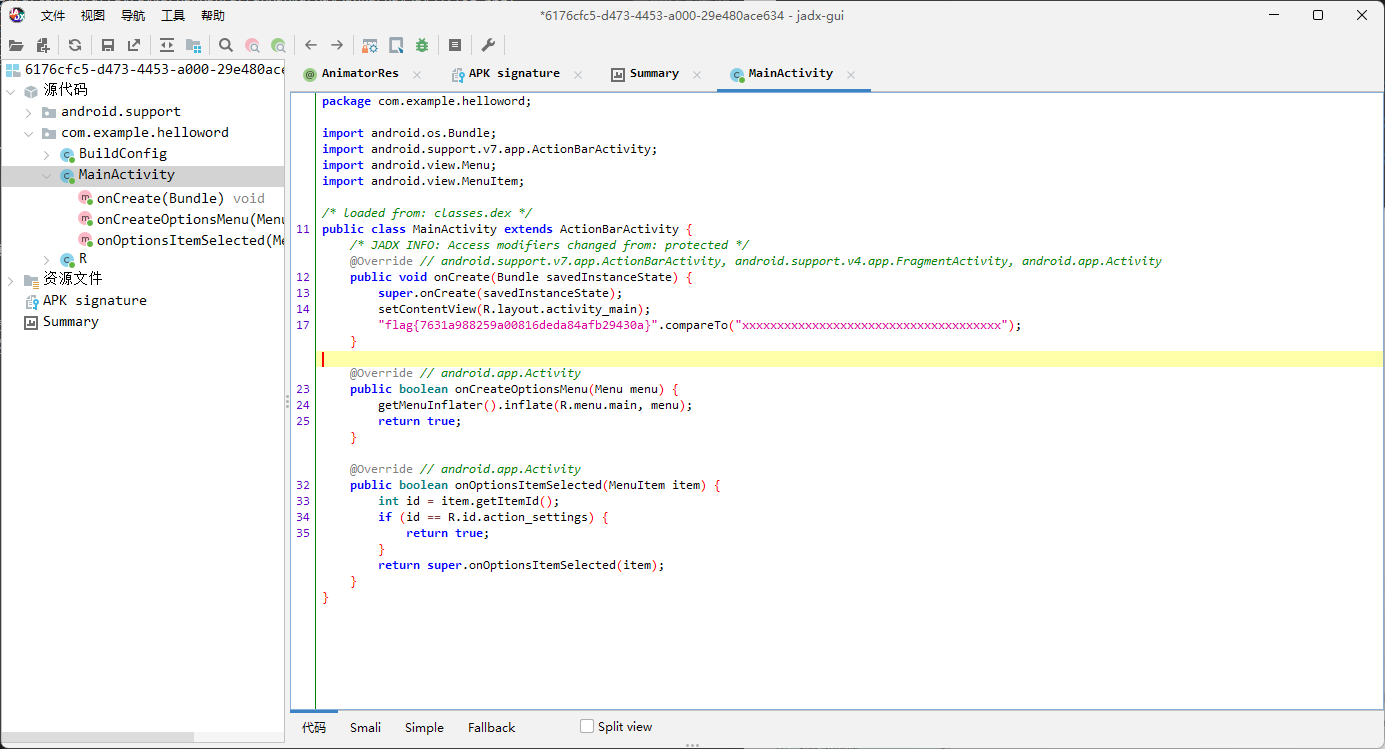 文件 视图 导航 工具 帮助
*6176cfc5-d473-4453-a000-29e480ace634 - jadx-gui
6176cfc5-d473-4453-a000-29e480ace
源代码
android.support
com.example.helloword
BuildConfig
MainActivity
onCreate(Bundle) void
onCreateOptionsMenu(Menu
onOptionsItemSelected(Me
R
资源文件
APK signature
Summary
AnimatorRes APK signature Summary MainActivity
package com.example.helloword;
import android.os.Bundle;
import android.support.v7.app.ActionBarActivity;
import android.view.Menu;
import android.view.MenuItem;
/* loaded from: classes.dex */
11 public class MainActivity extends ActionBarActivity {
/* JADX INFO: Access modifiers changed from: protected */
@Override // android.support.v7.app.ActionBarActivity, android.support.v4.app.FragmentActivity, android.app.Activity
12 public void onCreate(Bundle savedInstanceState) {
13 super.onCreate(savedInstanceState);
14 setContentView(R.layout.activity_main);
17 "flag{7631a988259a00816deda84afb29430a}".compareTo("xxxxxxxxxxxxxxxxxxxxxxxxxxxxxxxxxxxxx");
}
@Override // android.app.Activity
23 public boolean onCreateOptionsMenu(Menu menu) {
24 getMenuInflater().inflate(R.menu.main, menu);
25 return true;
}
@Override // android.app.Activity
32 public boolean onOptionsItemSelected(MenuItem item) {
33 int id = item.getItemId();
34 if (id == R.id.action_settings) {
35 return true;
}
return super.onOptionsItemSelected(item);
}
}
代码 Smali Simple Fallback Split view